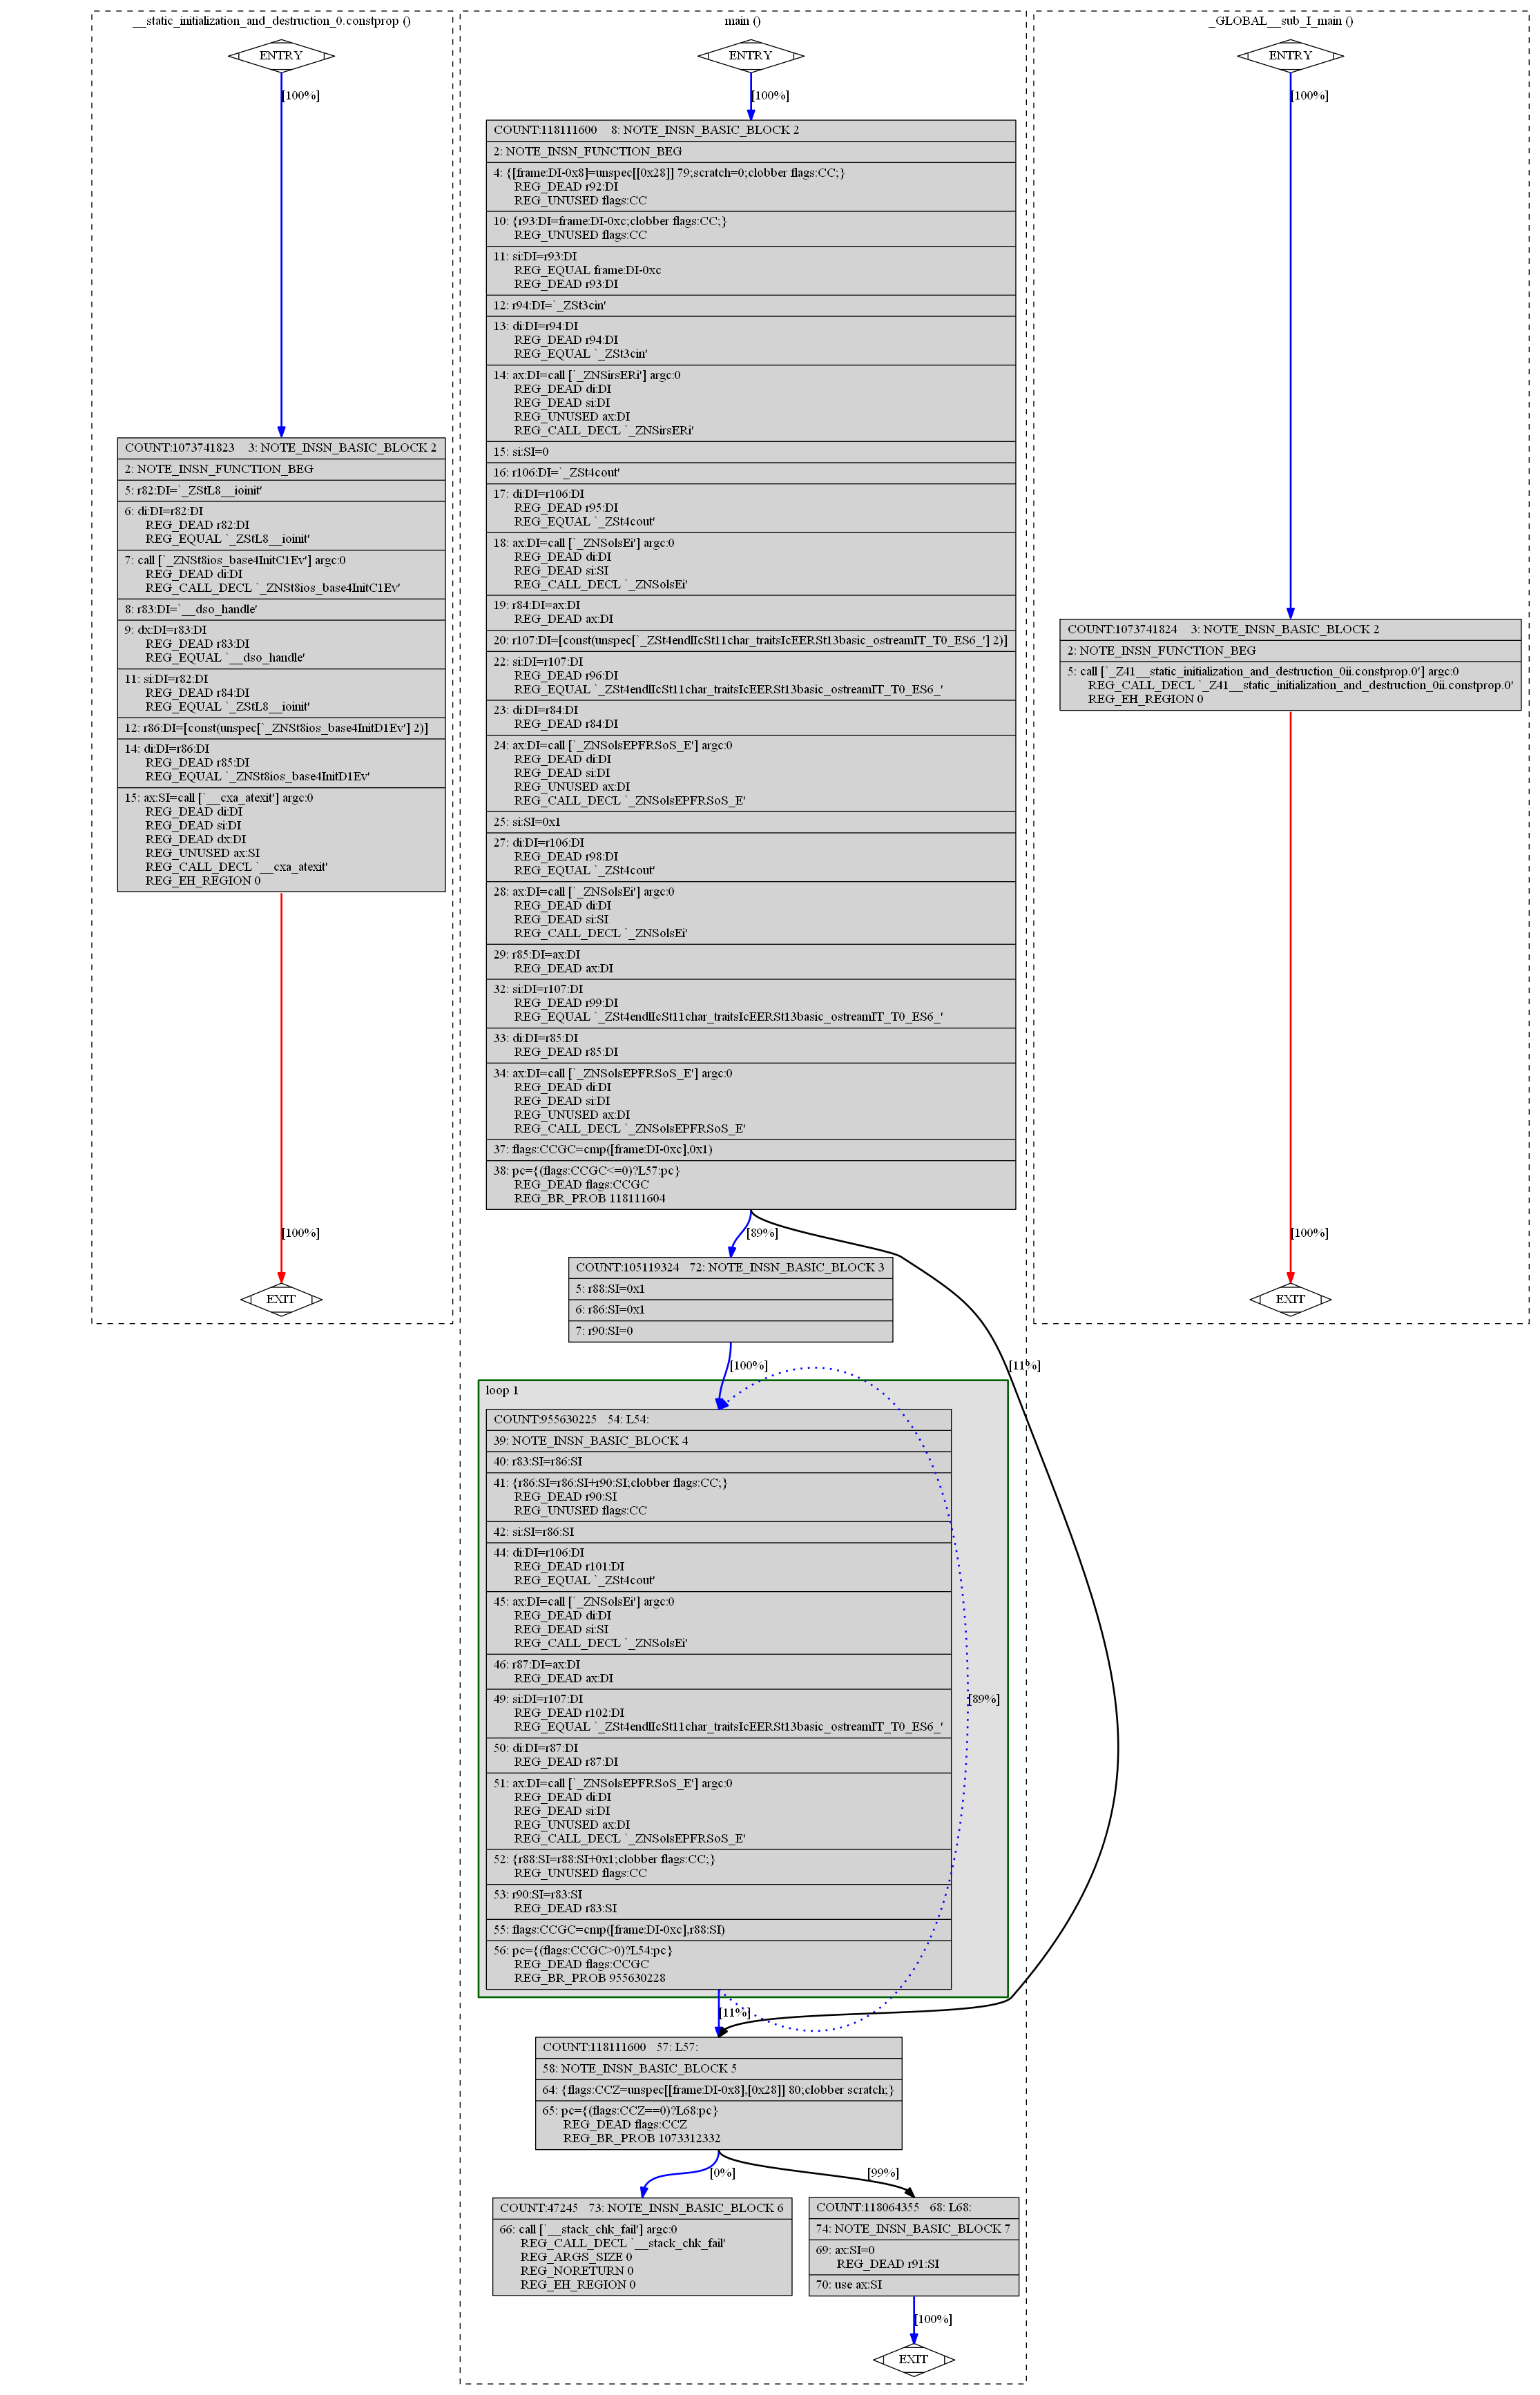 __static_initialization_and_destruction_0.constprop ()
ENTRY
[100%]
COUNT:1073741823    3: NOTE_INSN_BASIC_BLOCK 2
2: NOTE_INSN_FUNCTION_BEG
5: r82:DI=`_ZStL8__ioinit'
6: di:DI=r82:DI
REG_DEAD r82:DI
REG_EQUAL `_ZStL8__ioinit'
7: call [`_ZNSt8ios_base4InitC1Ev'] argc:0
REG_DEAD di:DI
REG_CALL_DECL `_ZNSt8ios_base4InitC1Ev'
8: r83:DI=`__dso_handle'
9: dx:DI=r83:DI
REG_DEAD r83:DI
REG_EQUAL `__dso_handle'
11: si:DI=r82:DI
REG_DEAD r84:DI
REG_EQUAL `_ZStL8__ioinit'
12: r86:DI=[const(unspec[`_ZNSt8ios_base4InitD1Ev'] 2)]
14: di:DI=r86:DI
REG_DEAD r85:DI
REG_EQUAL `_ZNSt8ios_base4InitD1Ev'
15: ax:SI=call [`__cxa_atexit'] argc:0
REG_DEAD di:DI
REG_DEAD si:DI
REG_DEAD dx:DI
REG_UNUSED ax:SI
REG_CALL_DECL `__cxa_atexit'
REG_EH_REGION 0
[100%]
EXIT
main ()
ENTRY
[100%]
COUNT:118111600    8: NOTE_INSN_BASIC_BLOCK 2
2: NOTE_INSN_FUNCTION_BEG
4: {[frame:DI-0x8]=unspec[[0x28]] 79;scratch=0;clobber flags:CC;}
REG_DEAD r92:DI
REG_UNUSED flags:CC
10: {r93:DI=frame:DI-0xc;clobber flags:CC;}
REG_UNUSED flags:CC
11: si:DI=r93:DI
REG_EQUAL frame:DI-0xc
REG_DEAD r93:DI
12: r94:DI=`_ZSt3cin'
13: di:DI=r94:DI
REG_DEAD r94:DI
REG_EQUAL `_ZSt3cin'
14: ax:DI=call [`_ZNSirsERi'] argc:0
REG_DEAD di:DI
REG_DEAD si:DI
REG_UNUSED ax:DI
REG_CALL_DECL `_ZNSirsERi'
15: si:SI=0
16: r106:DI=`_ZSt4cout'
17: di:DI=r106:DI
REG_DEAD r95:DI
REG_EQUAL `_ZSt4cout'
18: ax:DI=call [`_ZNSolsEi'] argc:0
REG_DEAD di:DI
REG_DEAD si:SI
REG_CALL_DECL `_ZNSolsEi'
19: r84:DI=ax:DI
REG_DEAD ax:DI
20: r107:DI=[const(unspec[`_ZSt4endlIcSt11char_traitsIcEERSt13basic_ostreamIT_T0_ES6_'] 2)]
22: si:DI=r107:DI
REG_DEAD r96:DI
REG_EQUAL `_ZSt4endlIcSt11char_traitsIcEERSt13basic_ostreamIT_T0_ES6_'
23: di:DI=r84:DI
REG_DEAD r84:DI
24: ax:DI=call [`_ZNSolsEPFRSoS_E'] argc:0
REG_DEAD di:DI
REG_DEAD si:DI
REG_UNUSED ax:DI
REG_CALL_DECL `_ZNSolsEPFRSoS_E'
25: si:SI=0x1
27: di:DI=r106:DI
REG_DEAD r98:DI
REG_EQUAL `_ZSt4cout'
28: ax:DI=call [`_ZNSolsEi'] argc:0
REG_DEAD di:DI
REG_DEAD si:SI
REG_CALL_DECL `_ZNSolsEi'
29: r85:DI=ax:DI
REG_DEAD ax:DI
32: si:DI=r107:DI
REG_DEAD r99:DI
REG_EQUAL `_ZSt4endlIcSt11char_traitsIcEERSt13basic_ostreamIT_T0_ES6_'
33: di:DI=r85:DI
REG_DEAD r85:DI
34: ax:DI=call [`_ZNSolsEPFRSoS_E'] argc:0
REG_DEAD di:DI
REG_DEAD si:DI
REG_UNUSED ax:DI
REG_CALL_DECL `_ZNSolsEPFRSoS_E'
37: flags:CCGC=cmp([frame:DI-0xc],0x1)
38: pc={(flags:CCGC<=0)?L57:pc}
REG_DEAD flags:CCGC
REG_BR_PROB 118111604
[89%]
COUNT:105119324   72: NOTE_INSN_BASIC_BLOCK 3
5: r88:SI=0x1
6: r86:SI=0x1
7: r90:SI=0
[100%]
[11%]
loop 1
COUNT:955630225   54: L54:
39: NOTE_INSN_BASIC_BLOCK 4
40: r83:SI=r86:SI
41: {r86:SI=r86:SI+r90:SI;clobber flags:CC;}
REG_DEAD r90:SI
REG_UNUSED flags:CC
42: si:SI=r86:SI
44: di:DI=r106:DI
REG_DEAD r101:DI
REG_EQUAL `_ZSt4cout'
45: ax:DI=call [`_ZNSolsEi'] argc:0
REG_DEAD di:DI
REG_DEAD si:SI
REG_CALL_DECL `_ZNSolsEi'
46: r87:DI=ax:DI
REG_DEAD ax:DI
49: si:DI=r107:DI
REG_DEAD r102:DI
REG_EQUAL `_ZSt4endlIcSt11char_traitsIcEERSt13basic_ostreamIT_T0_ES6_'
[89%]
50: di:DI=r87:DI
REG_DEAD r87:DI
51: ax:DI=call [`_ZNSolsEPFRSoS_E'] argc:0
REG_DEAD di:DI
REG_DEAD si:DI
REG_UNUSED ax:DI
REG_CALL_DECL `_ZNSolsEPFRSoS_E'
52: {r88:SI=r88:SI+0x1;clobber flags:CC;}
REG_UNUSED flags:CC
53: r90:SI=r83:SI
REG_DEAD r83:SI
55: flags:CCGC=cmp([frame:DI-0xc],r88:SI)
56: pc={(flags:CCGC>0)?L54:pc}
REG_DEAD flags:CCGC
REG_BR_PROB 955630228
[11%]
COUNT:118111600   57: L57:
58: NOTE_INSN_BASIC_BLOCK 5
64: {flags:CCZ=unspec[[frame:DI-0x8],[0x28]] 80;clobber scratch;}
65: pc={(flags:CCZ==0)?L68:pc}
REG_DEAD flags:CCZ
REG_BR_PROB 1073312332
[0%]
[99%]
COUNT:47245   73: NOTE_INSN_BASIC_BLOCK 6
66: call [`__stack_chk_fail'] argc:0
REG_CALL_DECL `__stack_chk_fail'
REG_ARGS_SIZE 0
REG_NORETURN 0
REG_EH_REGION 0
COUNT:118064355   68: L68:
74: NOTE_INSN_BASIC_BLOCK 7
69: ax:SI=0
REG_DEAD r91:SI
70: use ax:SI
[100%]
EXIT
_GLOBAL__sub_I_main ()
ENTRY
[100%]
COUNT:1073741824    3: NOTE_INSN_BASIC_BLOCK 2
2: NOTE_INSN_FUNCTION_BEG
5: call [`_Z41__static_initialization_and_destruction_0ii.constprop.0'] argc:0
REG_CALL_DECL `_Z41__static_initialization_and_destruction_0ii.constprop.0'
REG_EH_REGION 0
[100%]
EXIT